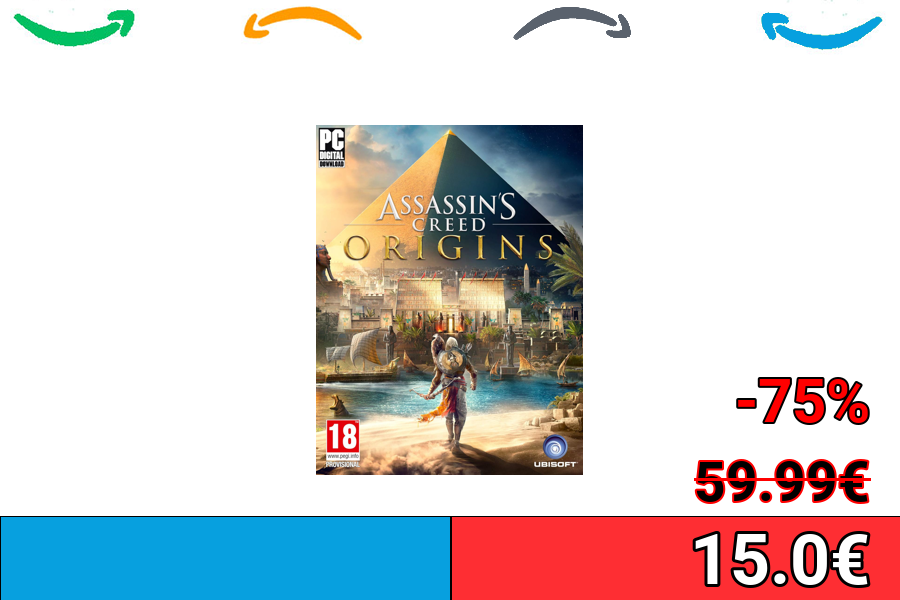 PC
DIGITAL
DOWNLOAD
ASSASSIN'S
CREED
ORIGINS
18
www.pegi.info
PROVISIONAL
UBISOFT
-75%
59.99€
15.0€